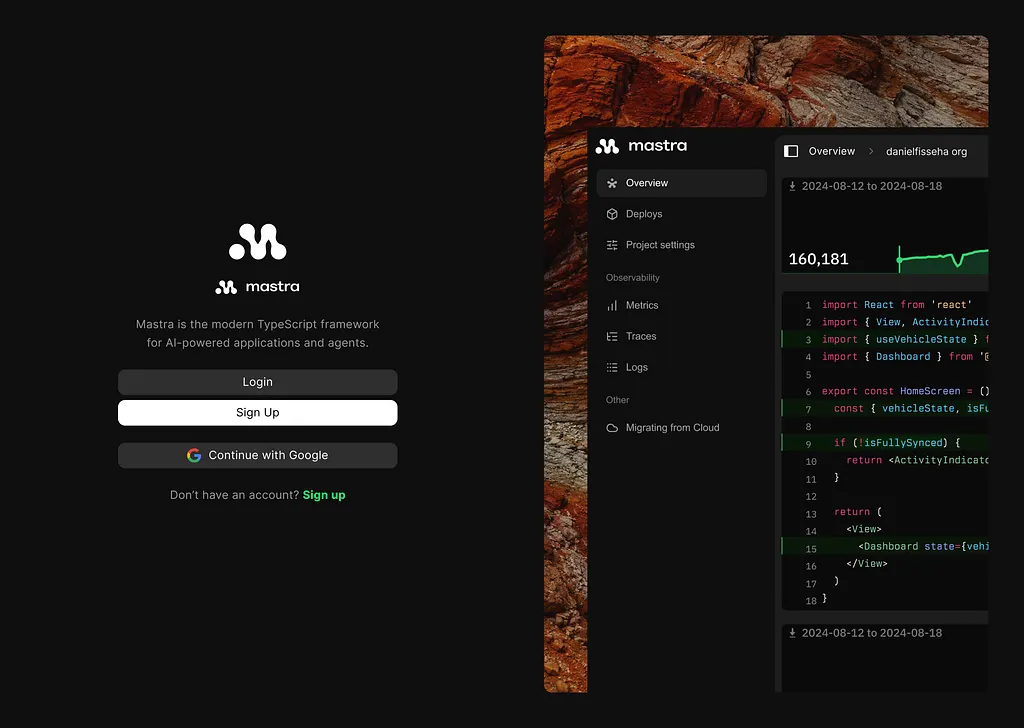 mastra
Mastra is the modern TypeScript framework
for AI-powered applications and agents.
Login
Sign Up
Continue with Google
Don’t have an account? Sign up
mastra
Overview
Deploys
Project settings
Observability
Metrics
Traces
Logs
Other
Migrating from Cloud
Overview > danielfisseha org
2024-08-12 to 2024-08-18
160,181
1 import React from 'react'
2 import { View, ActivityIndic
3 import { useVehicleState } f
4 import { Dashboard } from '@
5
6 export const HomeScreen = ()
7 const { vehicleState, isFu
8
9 if (!isFullySynced) {
10 return <ActivityIndicato
11 }
12
13 return (
14 <View>
15 <Dashboard state={vehi
16 </View>
17 )
18 }
2024-08-12 to 2024-08-18